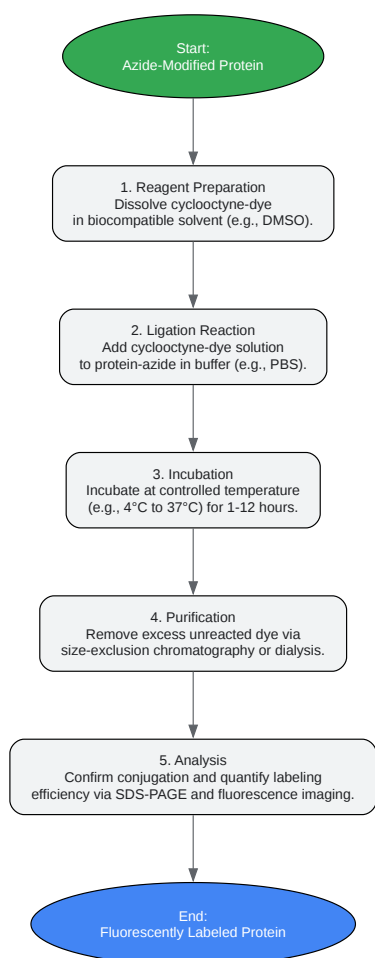 Start:
Azide-Modified Protein
1. Reagent Preparation
Dissolve cyclooctyne-dye
in biocompatible solvent (e.g., DMSO).
2. Ligation Reaction
Add cyclooctyne-dye solution
to protein-azide in buffer (e.g., PBS).
3. Incubation
Incubate at controlled temperature
(e.g., 4°C to 37°C) for 1-12 hours.
4. Purification
Remove excess unreacted dye via
size-exclusion chromatography or dialysis.
5. Analysis
Confirm conjugation and quantify labeling
efficiency via SDS-PAGE and fluorescence imaging.
End:
Fluorescently Labeled Protein